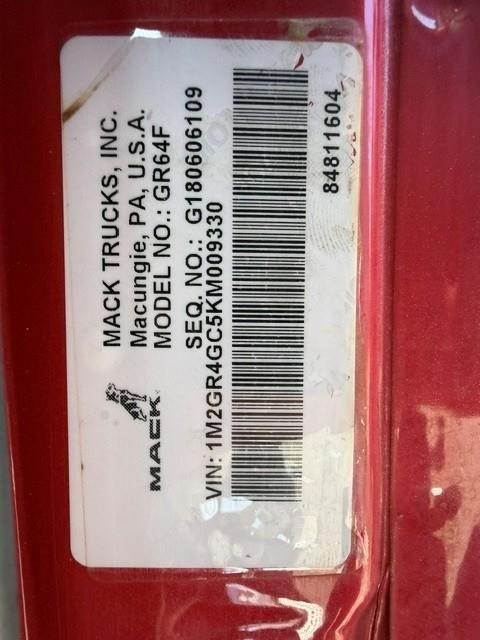 MACK TRUCKS, INC.
Macungie, PA, U.S.A.
MODEL NO.: GR64F
SEQ. NO.: G180606109
MACK
VIN: 1M2GR4GC5KM009330
84811604